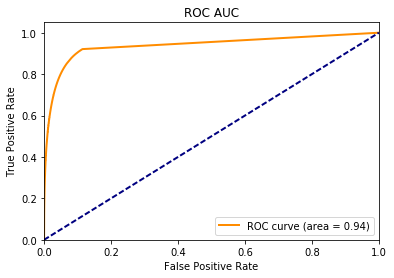 ROC AUC
1.0
0.8
0.6
0.4
0.2
0.0
True Positive Rate
ROC curve (area = 0.94)
0.0 0.2 0.4 0.6 0.8 1.0
False Positive Rate